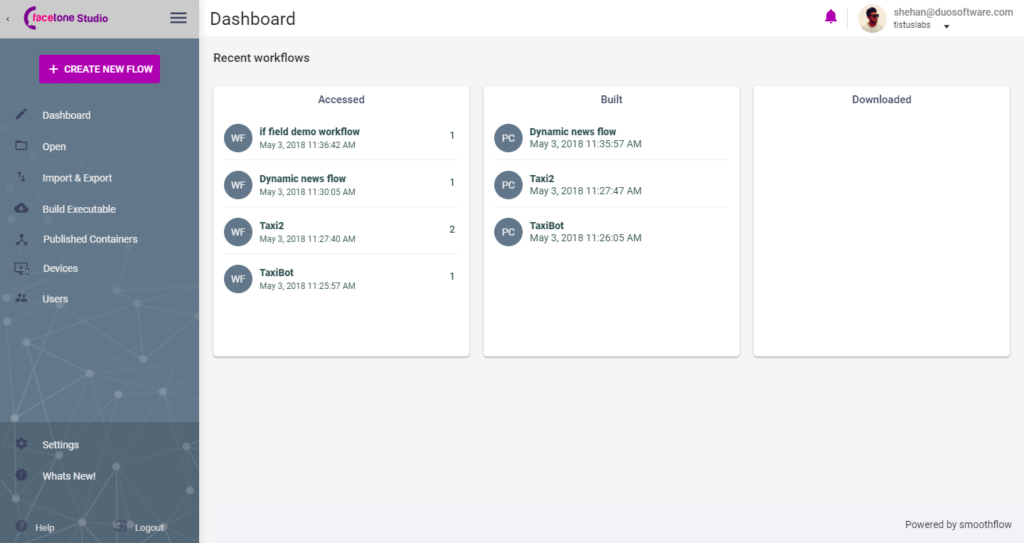 facetone Studio
+ CREATE NEW FLOW
Dashboard
Open
Import & Export
Build Executable
Published Containers
Devices
Users
Settings
Whats New!
Help
Logout
Dashboard
shehan@duosoftware.com
tistuslabs
Recent workflows
Accessed
WF if field demo workflow 1
May 3, 2018 11:36:42 AM
WF Dynamic news flow 1
May 3, 2018 11:30:05 AM
WF Taxi2 2
May 3, 2018 11:27:40 AM
WF TaxiBot 1
May 3, 2018 11:25:57 AM
Built
PC Dynamic news flow
May 3, 2018 11:35:57 AM
PC Taxi2
May 3, 2018 11:27:47 AM
PC TaxiBot
May 3, 2018 11:26:05 AM
Downloaded
Powered by smoothflow